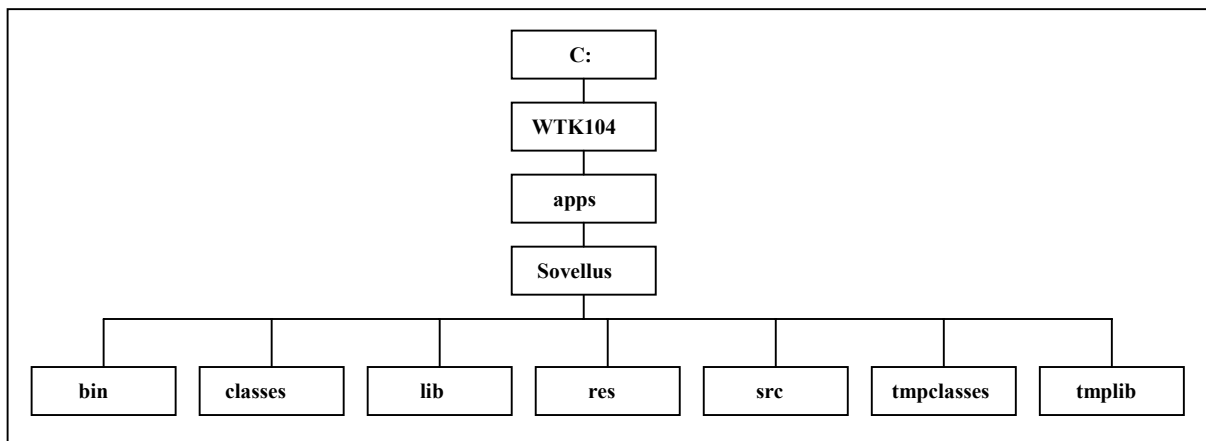 C:
WTK104
apps
Sovellus
bin classes lib res src tmpclasses tmplib